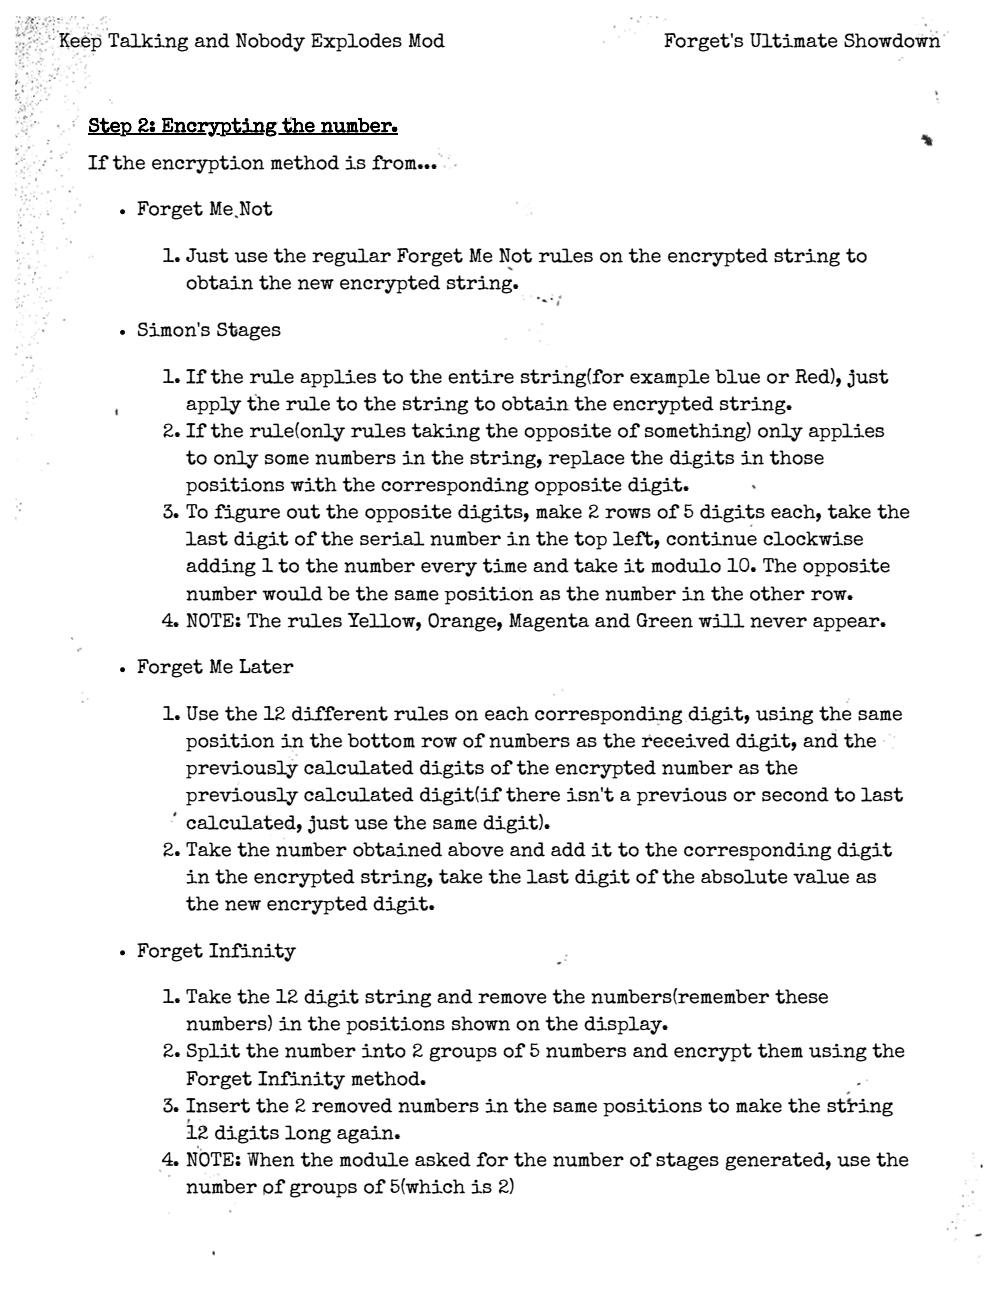 Keep Talking and Nobody Explodes Mod
Forget's Ultimate Showdown
Step 2: Encrypting the number.
If the encryption method is from...
• Forget Me Not
1. Just use the regular Forget Me Not rules on the encrypted string to
obtain the new encrypted string.
• Simon's Stages
1. If the rule applies to the entire string(for example blue or Red), just
apply the rule to the string to obtain the encrypted string.
2. If the rule(only rules taking the opposite of something) only applies
to only some numbers in the string, replace the digits in those
positions with the corresponding opposite digit.
3. To figure out the opposite digits, make 2 rows of 5 digits each, take the
last digit of the serial number in the top left, continue clockwise
adding 1 to the number every time and take it modulo 10. The opposite
number would be the same position as the number in the other row.
4. NOTE: The rules Yellow, Orange, Magenta and Green will never appear.
• Forget Me Later
1. Use the 12 different rules on each corresponding digit, using the same
position in the bottom row of numbers as the received digit, and the
previously calculated digits of the encrypted number as the
previously calculated digit(if there isn't a previous or second to last
calculated, just use the same digit).
2. Take the number obtained above and add it to the corresponding digit
in the encrypted string, take the last digit of the absolute value as
the new encrypted digit.
• Forget Infinity
1. Take the 12 digit string and remove the numbers(remember these
numbers) in the positions shown on the display.
2. Split the number into 2 groups of 5 numbers and encrypt them using the
Forget Infinity method.
3. Insert the 2 removed numbers in the same positions to make the string
12 digits long again.
4. NOTE: When the module asked for the number of stages generated, use the
number of groups of 5(which is 2)